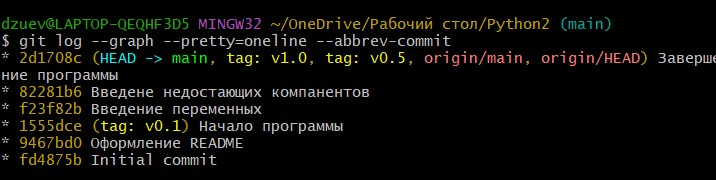 dzuev@LAPTOP-QEQHF3D5 MINGW32 ~/OneDrive/Рабочий стол/Python2 (main)
$ git log --graph --pretty=oneline --abbrev-commit
* 2d1708c (HEAD -> main, tag: v1.0, tag: v0.5, origin/main, origin/HEAD) Заверше
ние программы
* 82281b6 Введене недостающих компанентов
* f23f82b Введение переменных
* 1555dce (tag: v0.1) Начало программы
* 9467bd0 Оформление README
* fd4875b Initial commit